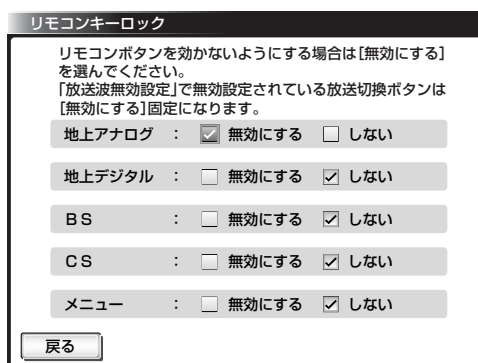 リモコンキーロック
リモコンボタンを効かないようにする場合は[無効にする]
を選んでください。
「放送波無効設定」で無効設定されている放送切換ボタンは
[無効にする]固定になります。
地上アナログ : 無効にする しない
地上デジタル : 無効にする しない
BS : 無効にする しない
CS : 無効にする しない
メニュー : 無効にする しない
戻る